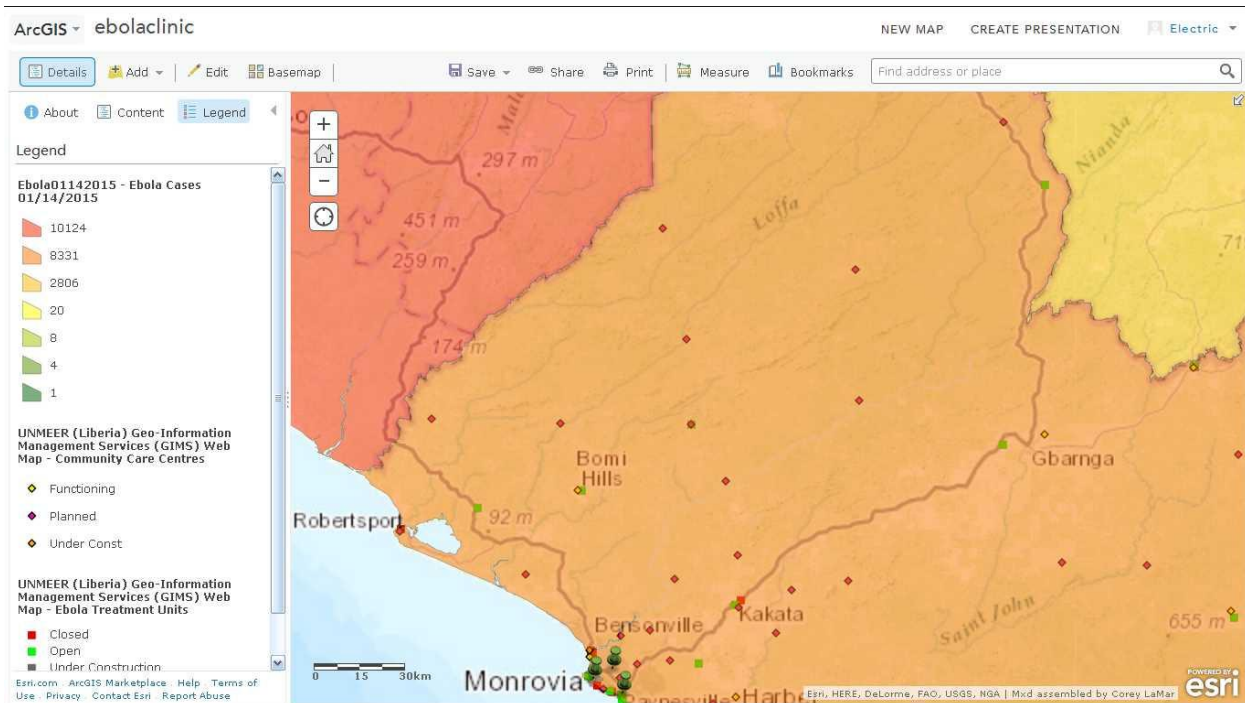 ArcGIS ebolaclinic NEW MAP CREATE PRESENTATION Electric
Details Add Edit Basemap Save Share Print Measure Bookmarks Find address or place
About Content Legend
Legend
Ebola01142015 - Ebola Cases
01/14/2015
10124
8331
2806
20
8
4
1
UNMEER (Liberia) Geo-Information
Management Services (GIMS) Web
Map - Community Care Centres
Functioning
Planned
Under Const
UNMEER (Liberia) Geo-Information
Management Services (GIMS) Web
Map - Ebola Treatment Units
Closed
Open
Under Construction
Esri.com ArcGIS Marketplace Help Terms of
Use Privacy Contact Esri Report Abuse
297 m
Nianda
Loffa
451 m
259 m
174 m
Bomi
Hills
Gbarnga
Robertsport
92 m
Kakata
Bensonville
Saint John
655 m
Monrovia
0 15 30km
Esri, HERE, DeLorme, FAO, USGS, NGA | Mxd assembled by Corey LaMar
POWERED BY
esri